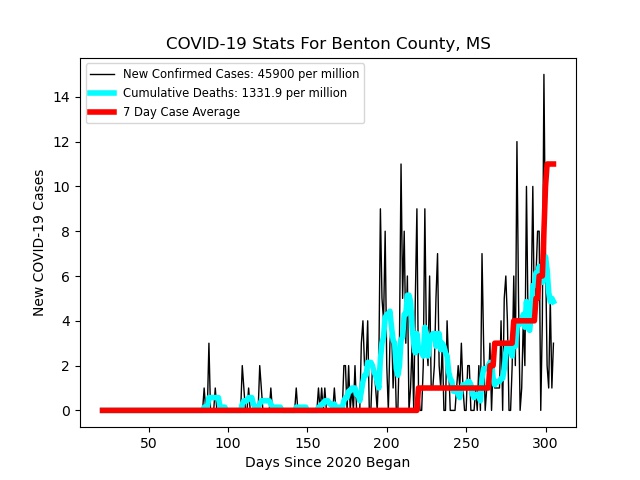 COVID-19 Stats For Benton County, MS
New Confirmed Cases: 45900 per million
Cumulative Deaths: 1331.9 per million
7 Day Case Average
New COVID-19 Cases
14
12
10
8
6
4
2
0
50 100 150 200 250 300
Days Since 2020 Began